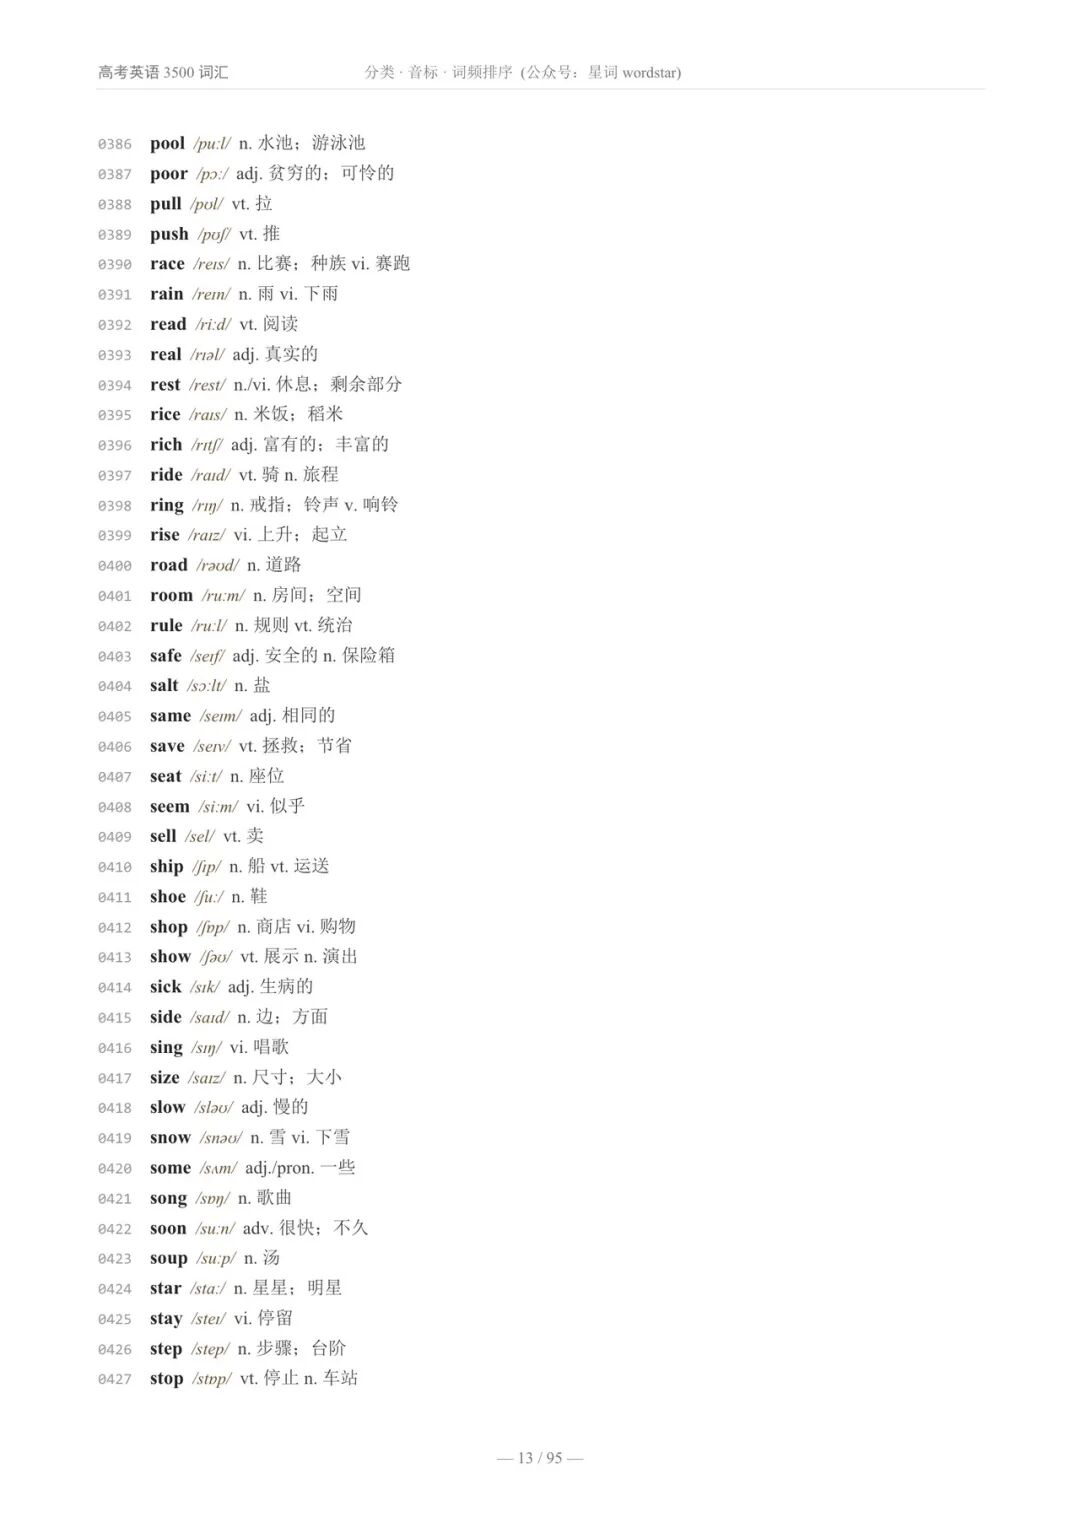 高考英语 3500 词汇 分类 · 音标 · 词频排序 (公众号：星词 wordstar)
0386 pool /puːl/ n. 水池；游泳池
0387 poor /pɔː/ adj. 贫穷的；可怜的
0388 pull /pʊl/ vt. 拉
0389 push /pʊʃ/ vt. 推
0390 race /reɪs/ n. 比赛；种族 vi. 赛跑
0391 rain /reɪn/ n. 雨 vi. 下雨
0392 read /riːd/ vt. 阅读
0393 real /rɪəl/ adj. 真实的
0394 rest /rest/ n./vi. 休息；剩余部分
0395 rice /raɪs/ n. 米饭；稻米
0396 rich /rɪtʃ/ adj. 富有的；丰富的
0397 ride /raɪd/ vt. 骑 n. 旅程
0398 ring /rɪŋ/ n. 戒指；铃声 v. 响铃
0399 rise /raɪz/ vi. 上升；起立
0400 road /rəʊd/ n. 道路
0401 room /ruːm/ n. 房间；空间
0402 rule /ruːl/ n. 规则 vt. 统治
0403 safe /seɪf/ adj. 安全的 n. 保险箱
0404 salt /sɔːlt/ n. 盐
0405 same /seɪm/ adj. 相同的
0406 save /seɪv/ vt. 拯救；节省
0407 seat /siːt/ n. 座位
0408 seem /siːm/ vi. 似乎
0409 sell /sel/ vt. 卖
0410 ship /ʃɪp/ n. 船 vt. 运送
0411 shoe /ʃuː/ n. 鞋
0412 shop /ʃɒp/ n. 商店 vi. 购物
0413 show /ʃəʊ/ vt. 展示 n. 演出
0414 sick /sɪk/ adj. 生病的
0415 side /saɪd/ n. 边；方面
0416 sing /sɪŋ/ vi. 唱歌
0417 size /saɪz/ n. 尺寸；大小
0418 slow /sləʊ/ adj. 慢的
0419 snow /snəʊ/ n. 雪 vi. 下雪
0420 some /sʌm/ adj./pron. 一些
0421 song /sɒŋ/ n. 歌曲
0422 soon /suːn/ adv. 很快；不久
0423 soup /suːp/ n. 汤
0424 star /stɑː/ n. 星星；明星
0425 stay /steɪ/ vi. 停留
0426 step /step/ n. 步骤；台阶
0427 stop /stɒp/ vt. 停止 n. 车站
— 13 / 95 —